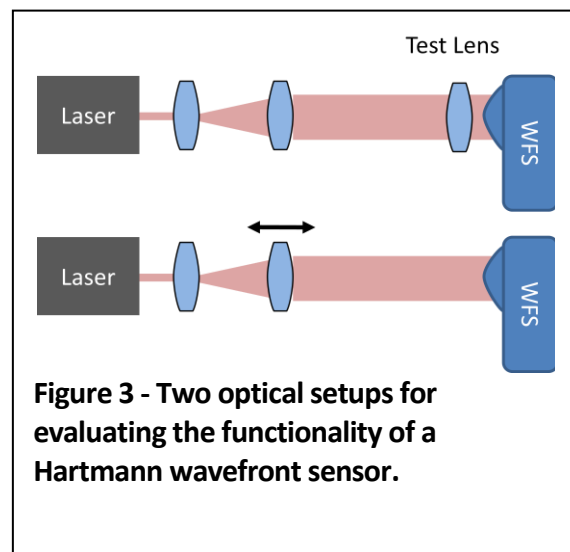 Test Lens
Laser
WFS
Laser
WFS
Figure 3 - Two optical setups for
evaluating the functionality of a
Hartmann wavefront sensor.